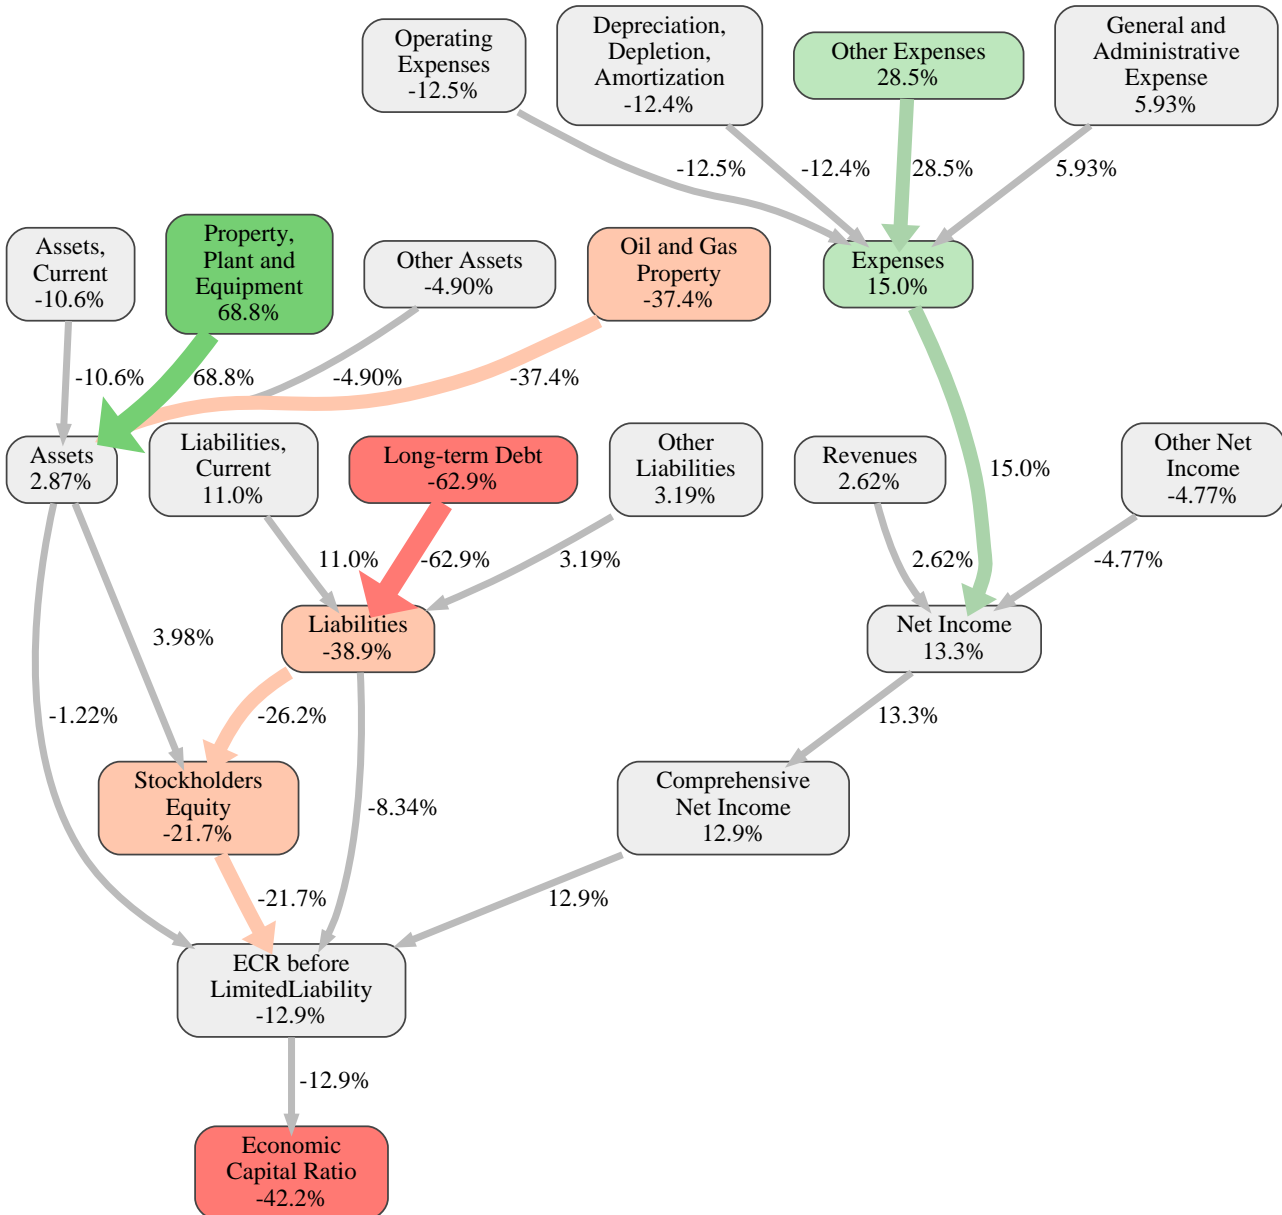 Operating
Expenses
-12.5%
Depreciation,
Depletion,
Amortization
-12.4%
Other Expenses
28.5%
General and
Administrative
Expense
5.93%
-12.5%
-12.4%
28.5%
5.93%
Assets,
Current
-10.6%
Property,
Plant and
Equipment
68.8%
Other Assets
-4.90%
Oil and Gas
Property
-37.4%
Expenses
15.0%
-10.6%
68.8%
-4.90%
-37.4%
Assets
2.87%
Liabilities,
Current
11.0%
Long-term Debt
-62.9%
Other
Liabilities
3.19%
Revenues
2.62%
15.0%
Other Net
Income
-4.77%
11.0%
-62.9%
3.19%
2.62%
-4.77%
3.98%
Liabilities
-38.9%
Net Income
13.3%
-1.22%
-26.2%
13.3%
Stockholders
Equity
-21.7%
-8.34%
Comprehensive
Net Income
12.9%
-21.7%
12.9%
ECR before
LimitedLiability
-12.9%
-12.9%
Economic
Capital Ratio
-42.2%